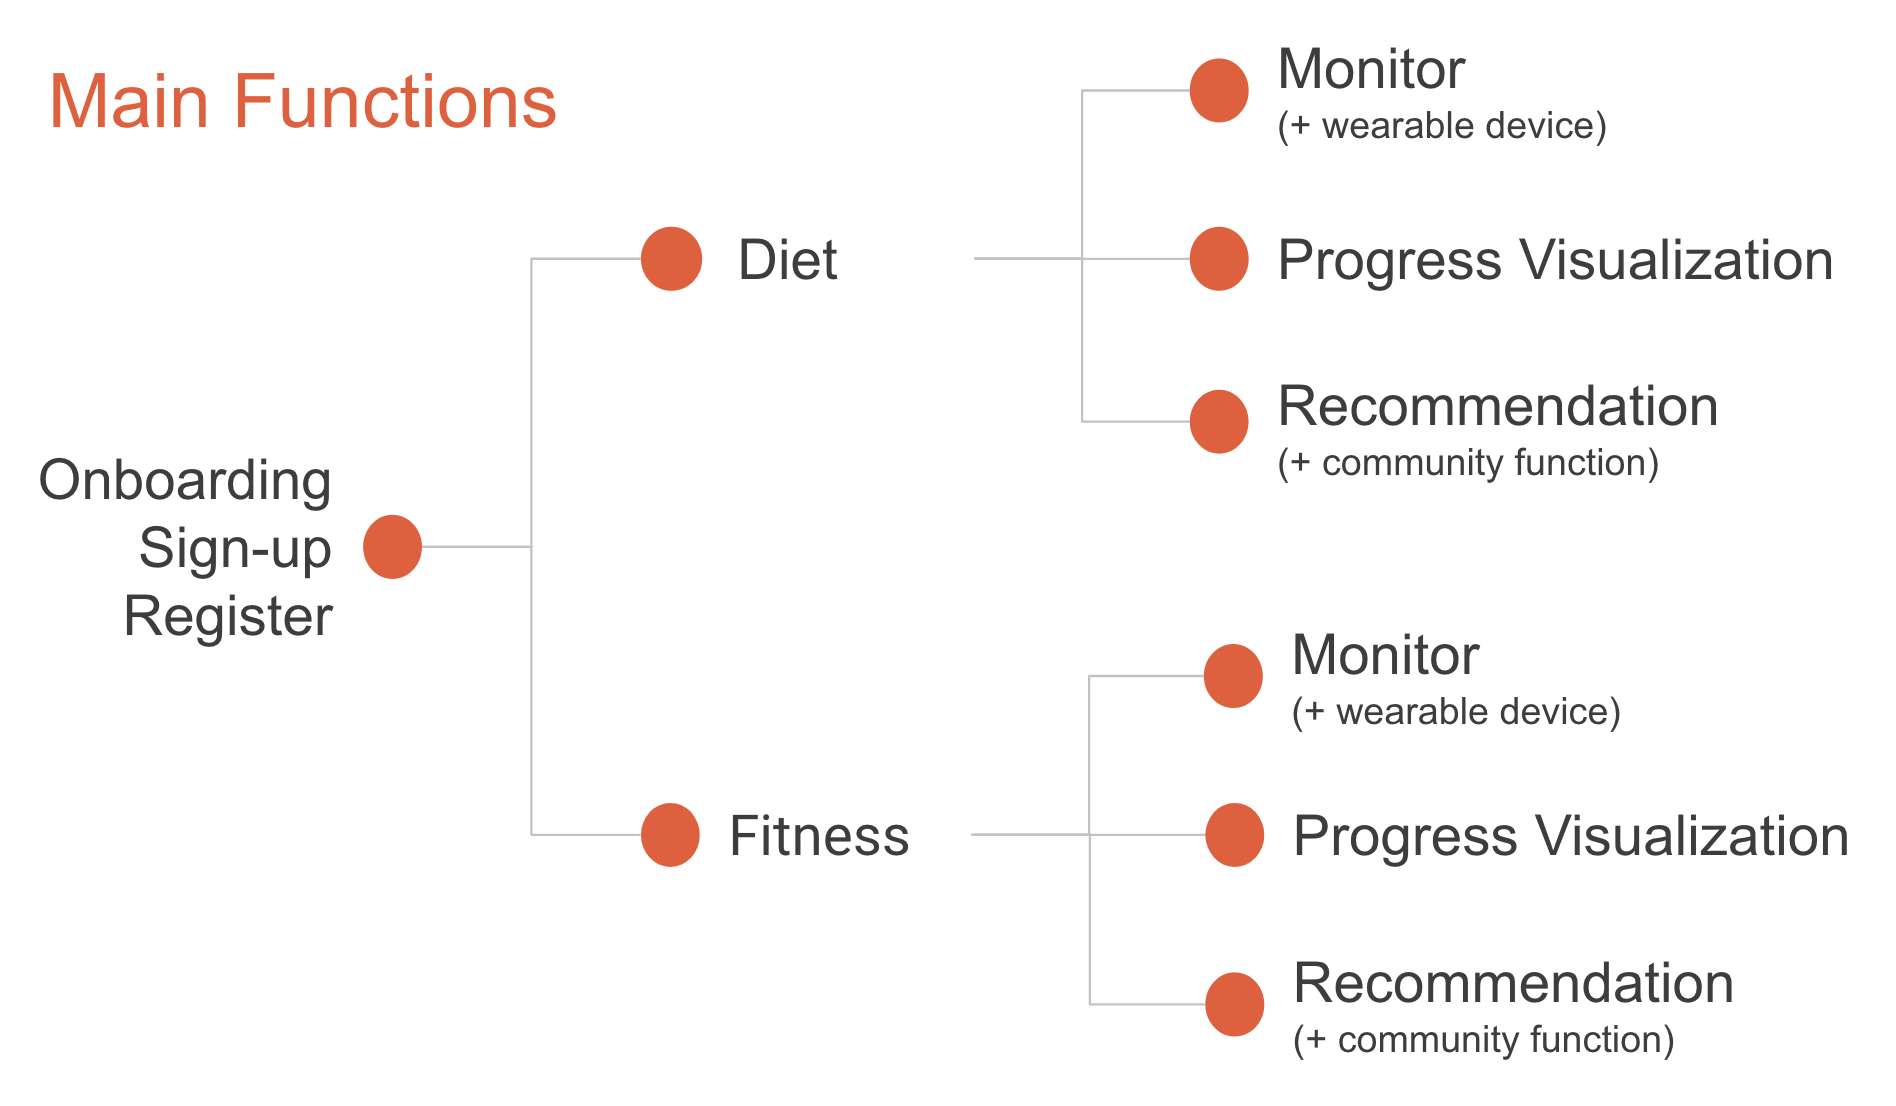 Main Functions
Onboarding
Sign-up
Register
Diet
Monitor
(+ wearable device)
Progress Visualization
Recommendation
(+ community function)
Fitness
Monitor
(+ wearable device)
Progress Visualization
Recommendation
(+ community function)